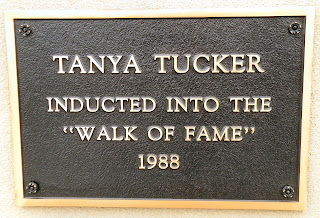 TANYA TUCKER
INDUCTED INTO THE
“WALK OF FAME”
1988